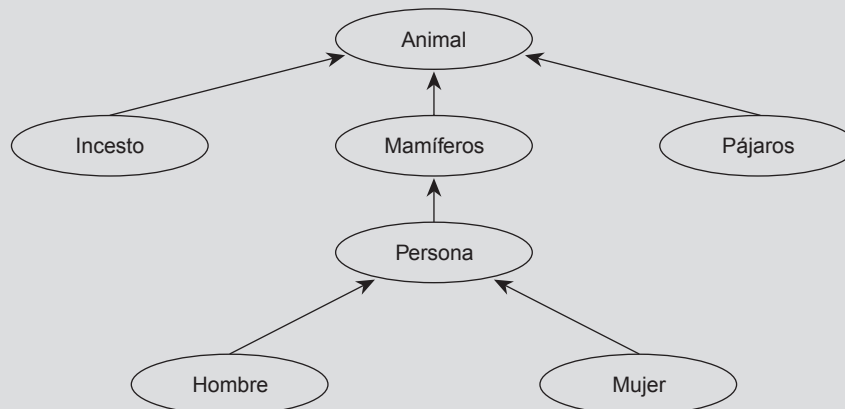 Animal
Incesto
Mamíferos
Pájaros
Persona
Hombre
Mujer